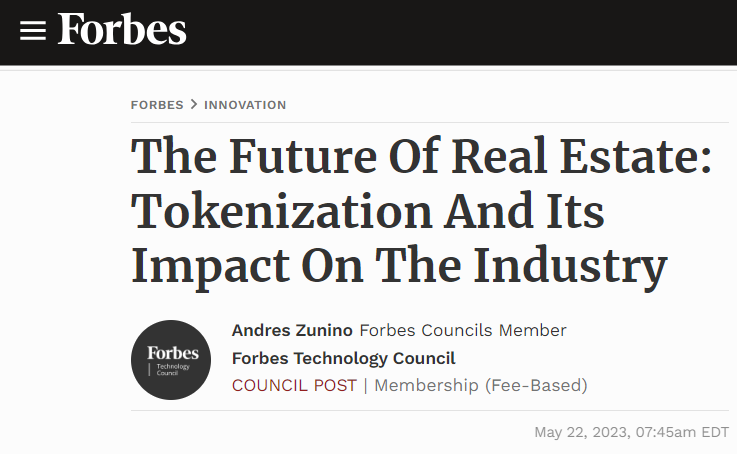 Forbes
FORBES > INNOVATION
The Future Of Real Estate:
Tokenization And Its
Impact On The Industry
Forbes
Technology
Council
Andres Zunino Forbes Councils Member
Forbes Technology Council
COUNCIL POST | Membership (Fee-Based)
May 22, 2023, 07:45am EDT